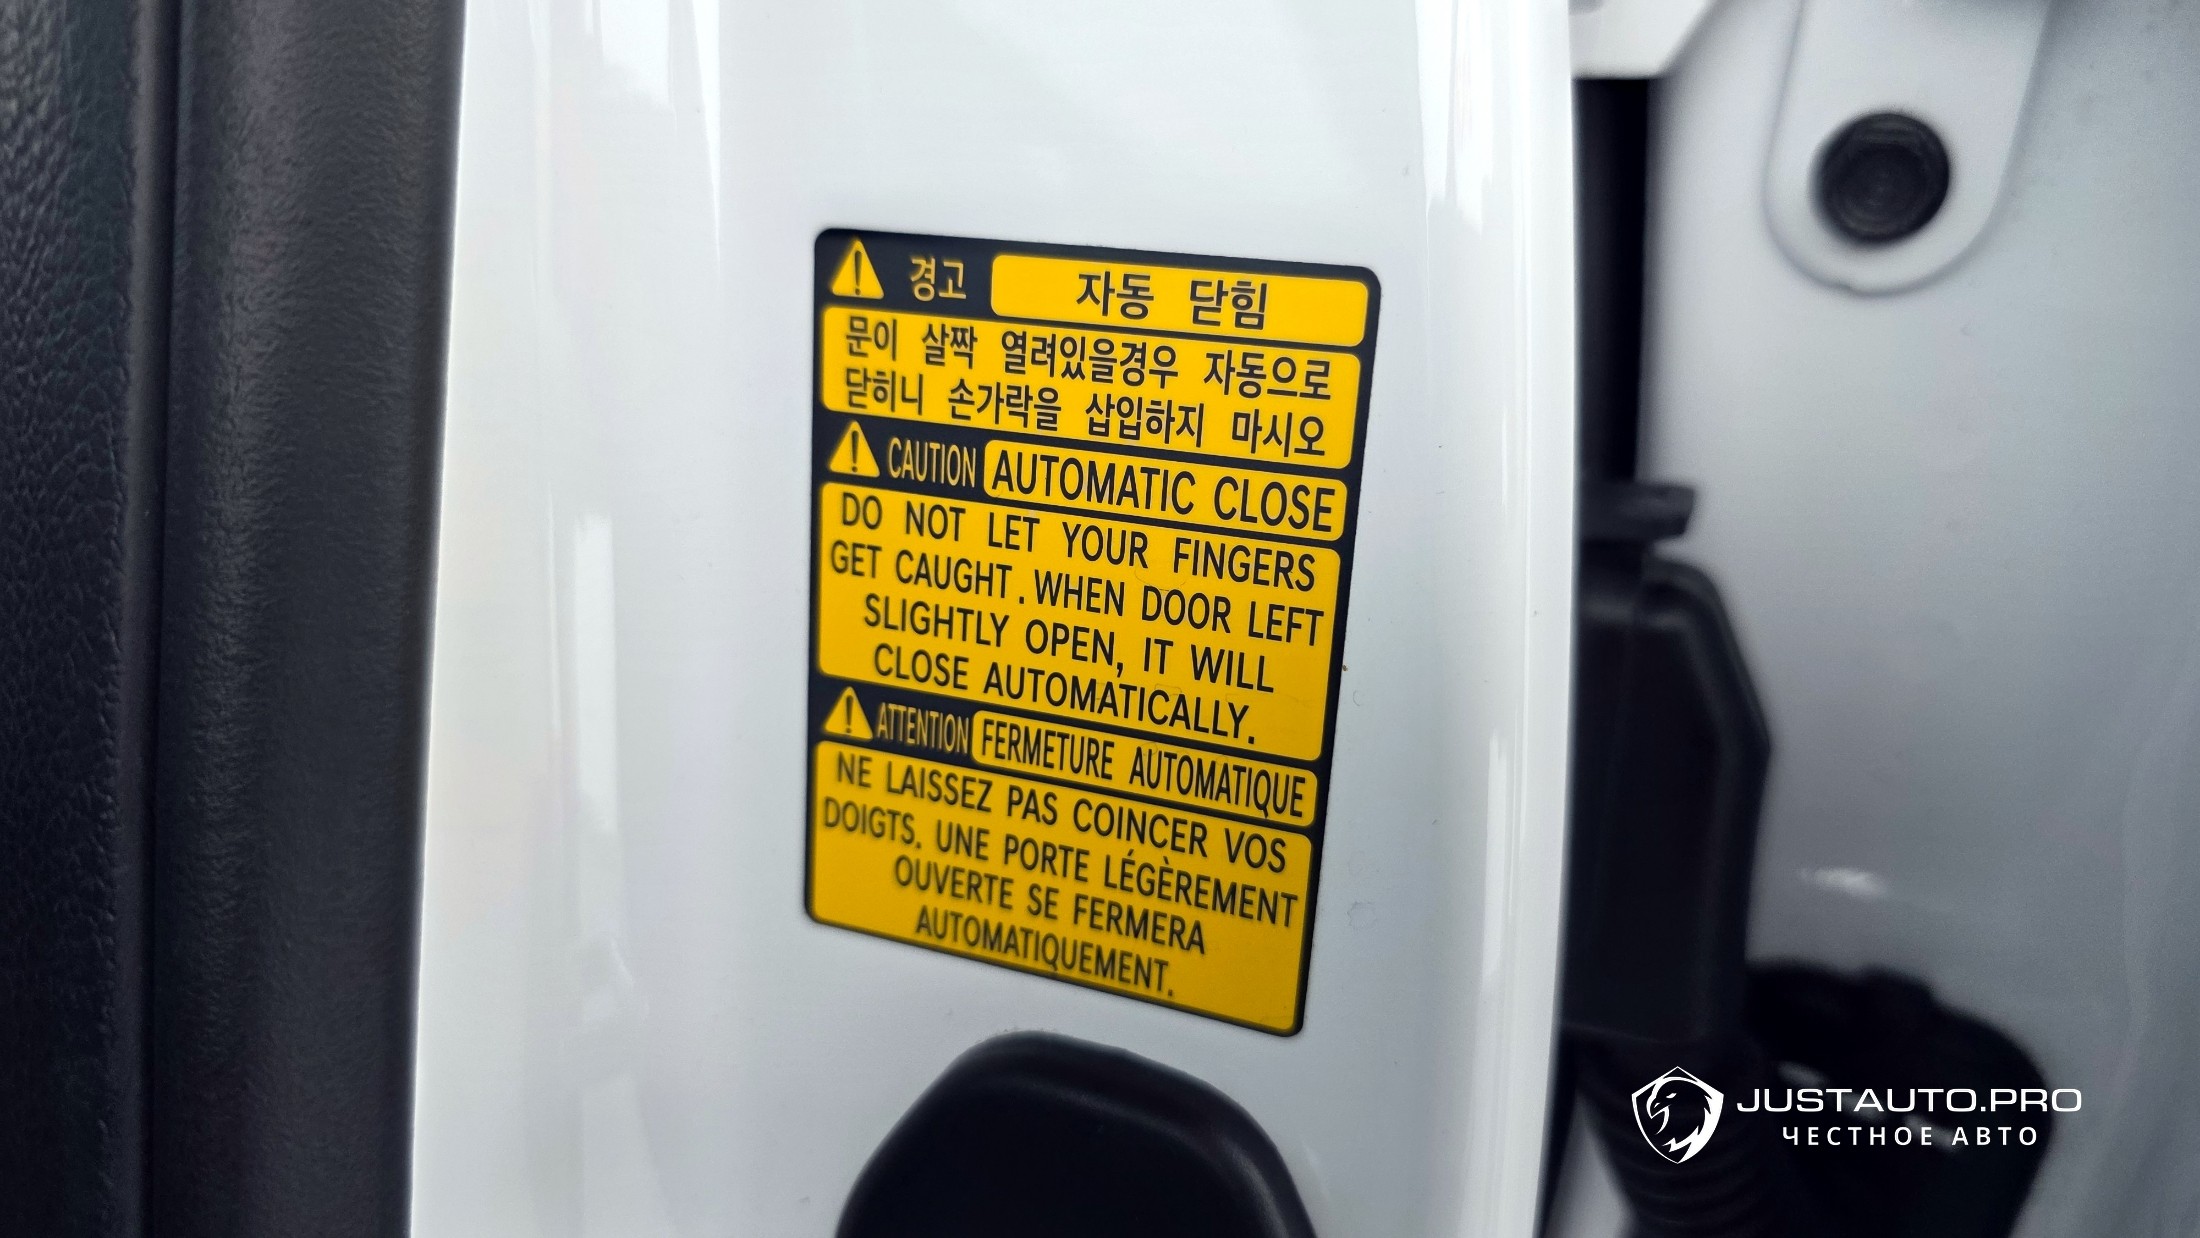 경고 자동 닫힘
문이 살짝 열려있을경우 자동으로
닫히니 손가락을 삽입하지 마시오
CAUTION AUTOMATIC CLOSE
DO NOT LET YOUR FINGERS
GET CAUGHT. WHEN DOOR LEFT
SLIGHTLY OPEN, IT WILL
CLOSE AUTOMATICALLY.
ATTENTION FERMETURE AUTOMATIQUE
NE LAISSEZ PAS COINCER VOS
DOIGTS. UNE PORTE LÉGÈREMENT
OUVERTE SE FERMERA
AUTOMATIQUEMENT.
JUSTAUTO.PRO
ЧЕСТНОЕ АВТО